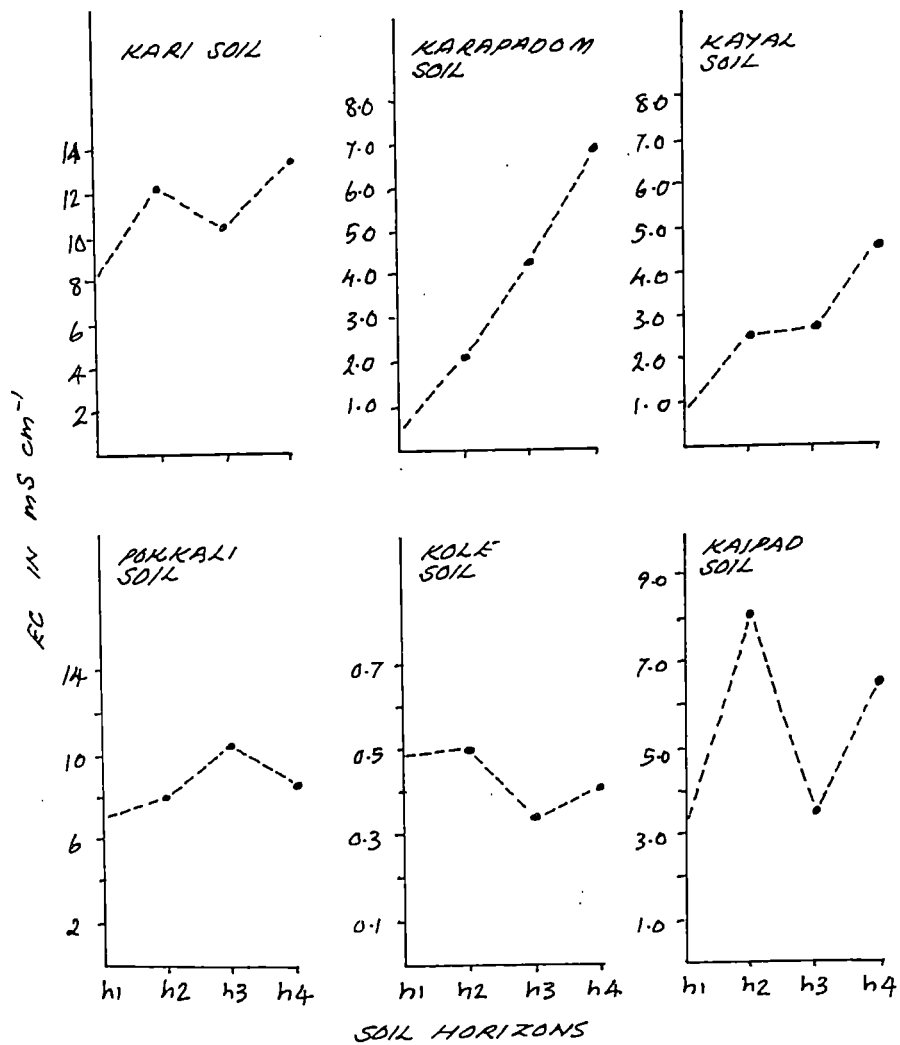 KARI SOIL
14
12
10
8
6
4
2
KARAPADOM
SOIL
8.0
7.0
6.0
5.0
4.0
3.0
2.0
1.0
KAYAL
SOIL
8.0
7.0
6.0
5.0
4.0
3.0
2.0
1.0
EC IN mS cm⁻¹
POKKALI
SOIL
14
10
6
2
h1 h2 h3 h4
KOLE
SOIL
0.7
0.5
0.3
0.1
h1 h2 h3 h4
KAIPAD
SOIL
9.0
7.0
5.0
3.0
1.0
h1 h2 h3 h4
SOIL HORIZONS